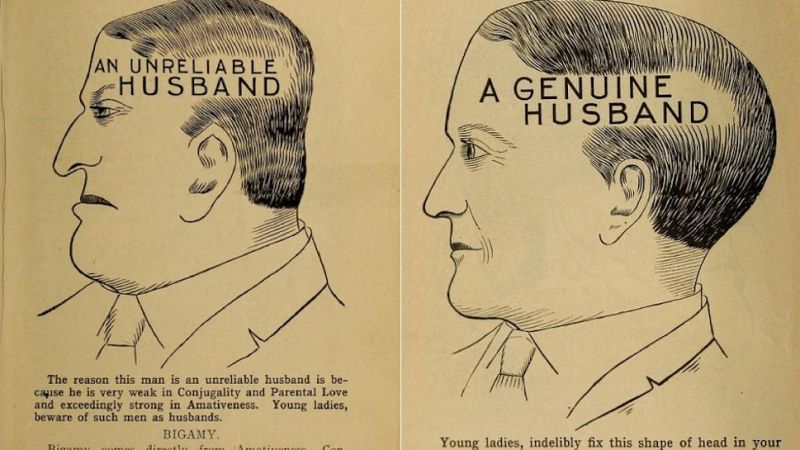 AN UNRELIABLE
HUSBAND
The reason this man is an unreliable husband is be-
cause he is very weak in Conjugality and Parental Love
and exceedingly strong in Amativeness. Young ladies,
beware of such men as husbands.
BIGAMY.
Bigamy comes directly from Amativeness. Con-
A GENUINE
HUSBAND
Young ladies, indelibly fix this shape of head in your